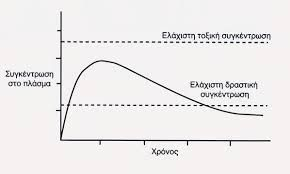 Ελάχιστη τοξική συγκέντρωση
Συγκέντρωση
στο πλάσμα
Ελάχιστη δραστική
συγκέντρωση
Χρόνος